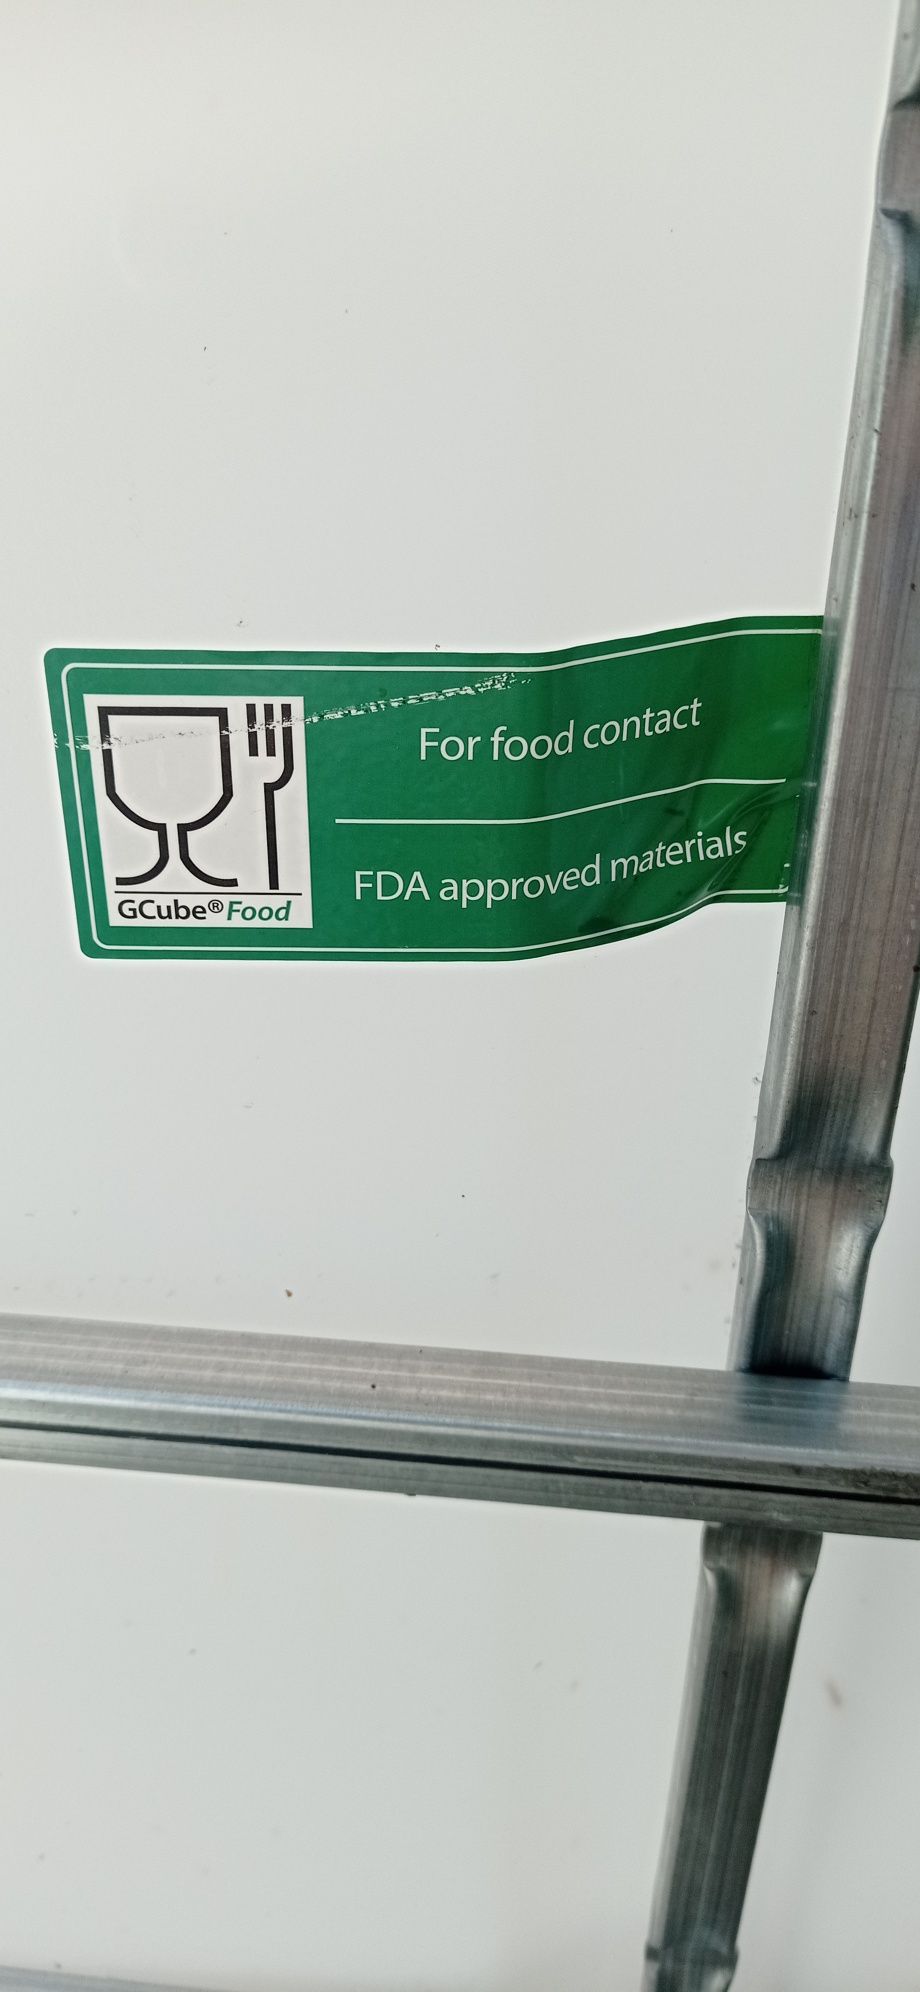 For food contact
FDA approved materials
GCube® Food